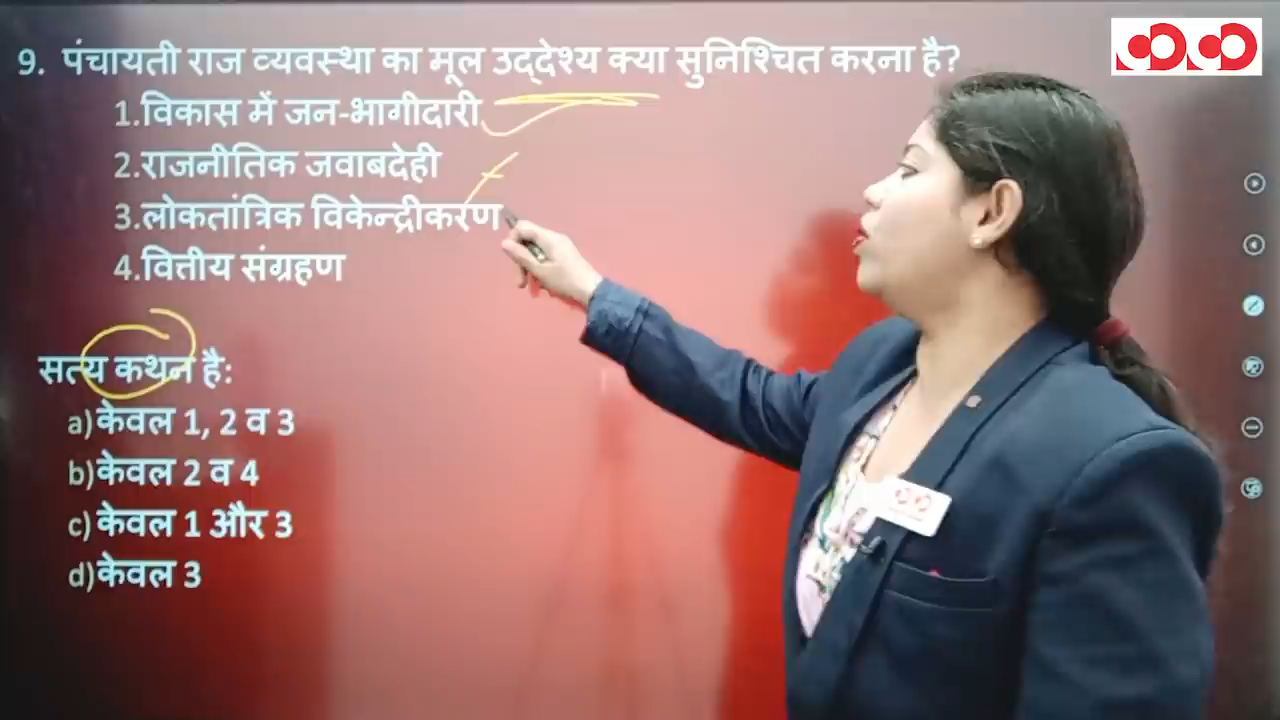 9. पंचायती राज व्यवस्था का मूल उद्देश्य क्या सुनिश्चित करना है?
1.विकास में जन-भागीदारी
2.राजनीतिक जवाबदेही
3.लोकतांत्रिक विकेन्द्रीकरण
4.वित्तीय संग्रहण
सत्य कथन है:
a)केवल 1, 2 व 3
b)केवल 2 व 4
c)केवल 1 और 3
d)केवल 3